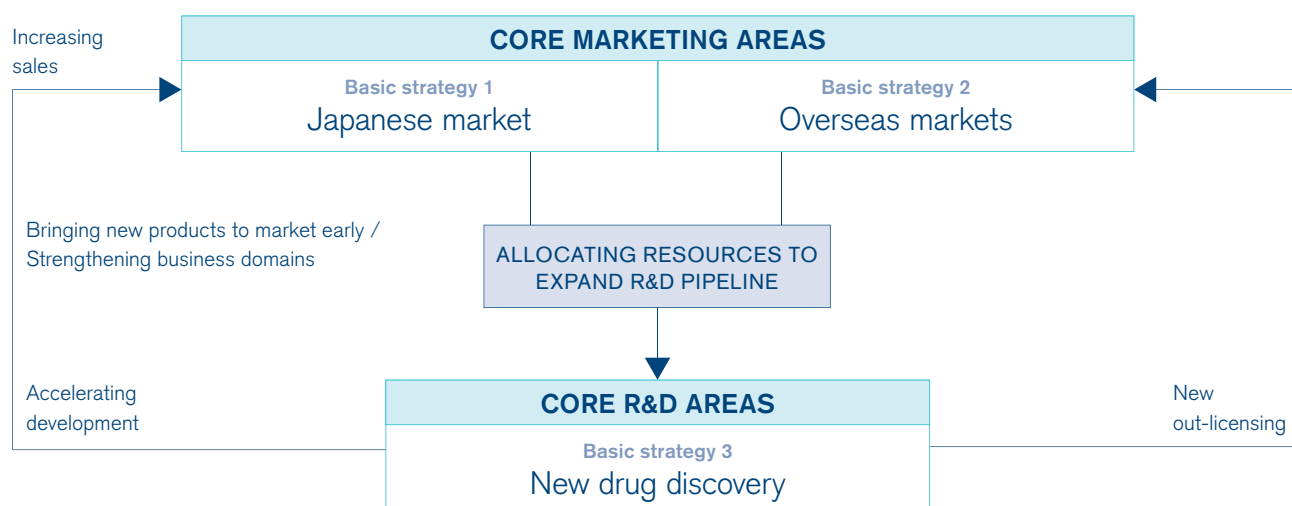 Increasing
sales
CORE MARKETING AREAS
Basic strategy 1
Japanese market
Basic strategy 2
Overseas markets
Bringing new products to market early /
Strengthening business domains
ALLOCATING RESOURCES TO
EXPAND R&D PIPELINE
Accelerating
development
CORE R&D AREAS
Basic strategy 3
New drug discovery
New
out-licensing